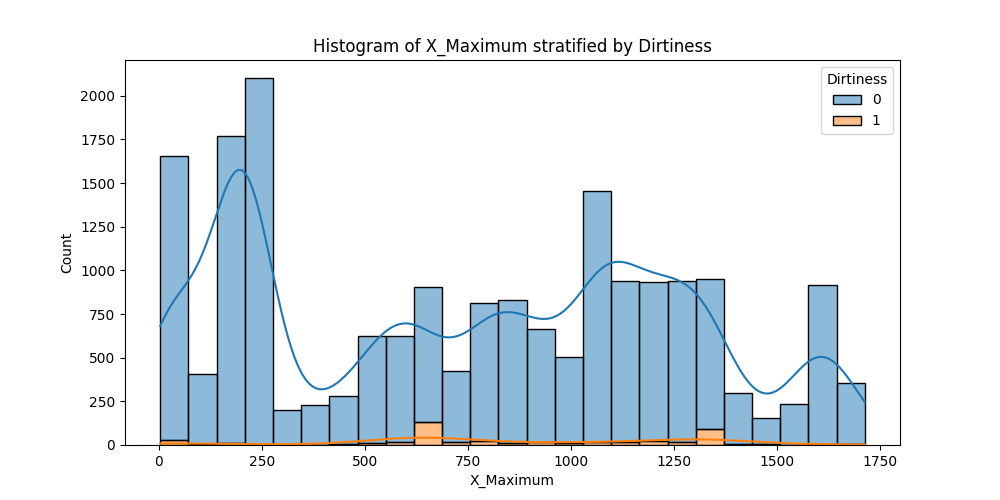 Histogram of X_Maximum stratified by Dirtiness
Dirtiness
0
1
2000
1750
1500
1250
1000
750
500
250
0
Count
0 250 500 750 1000 1250 1500 1750
X_Maximum